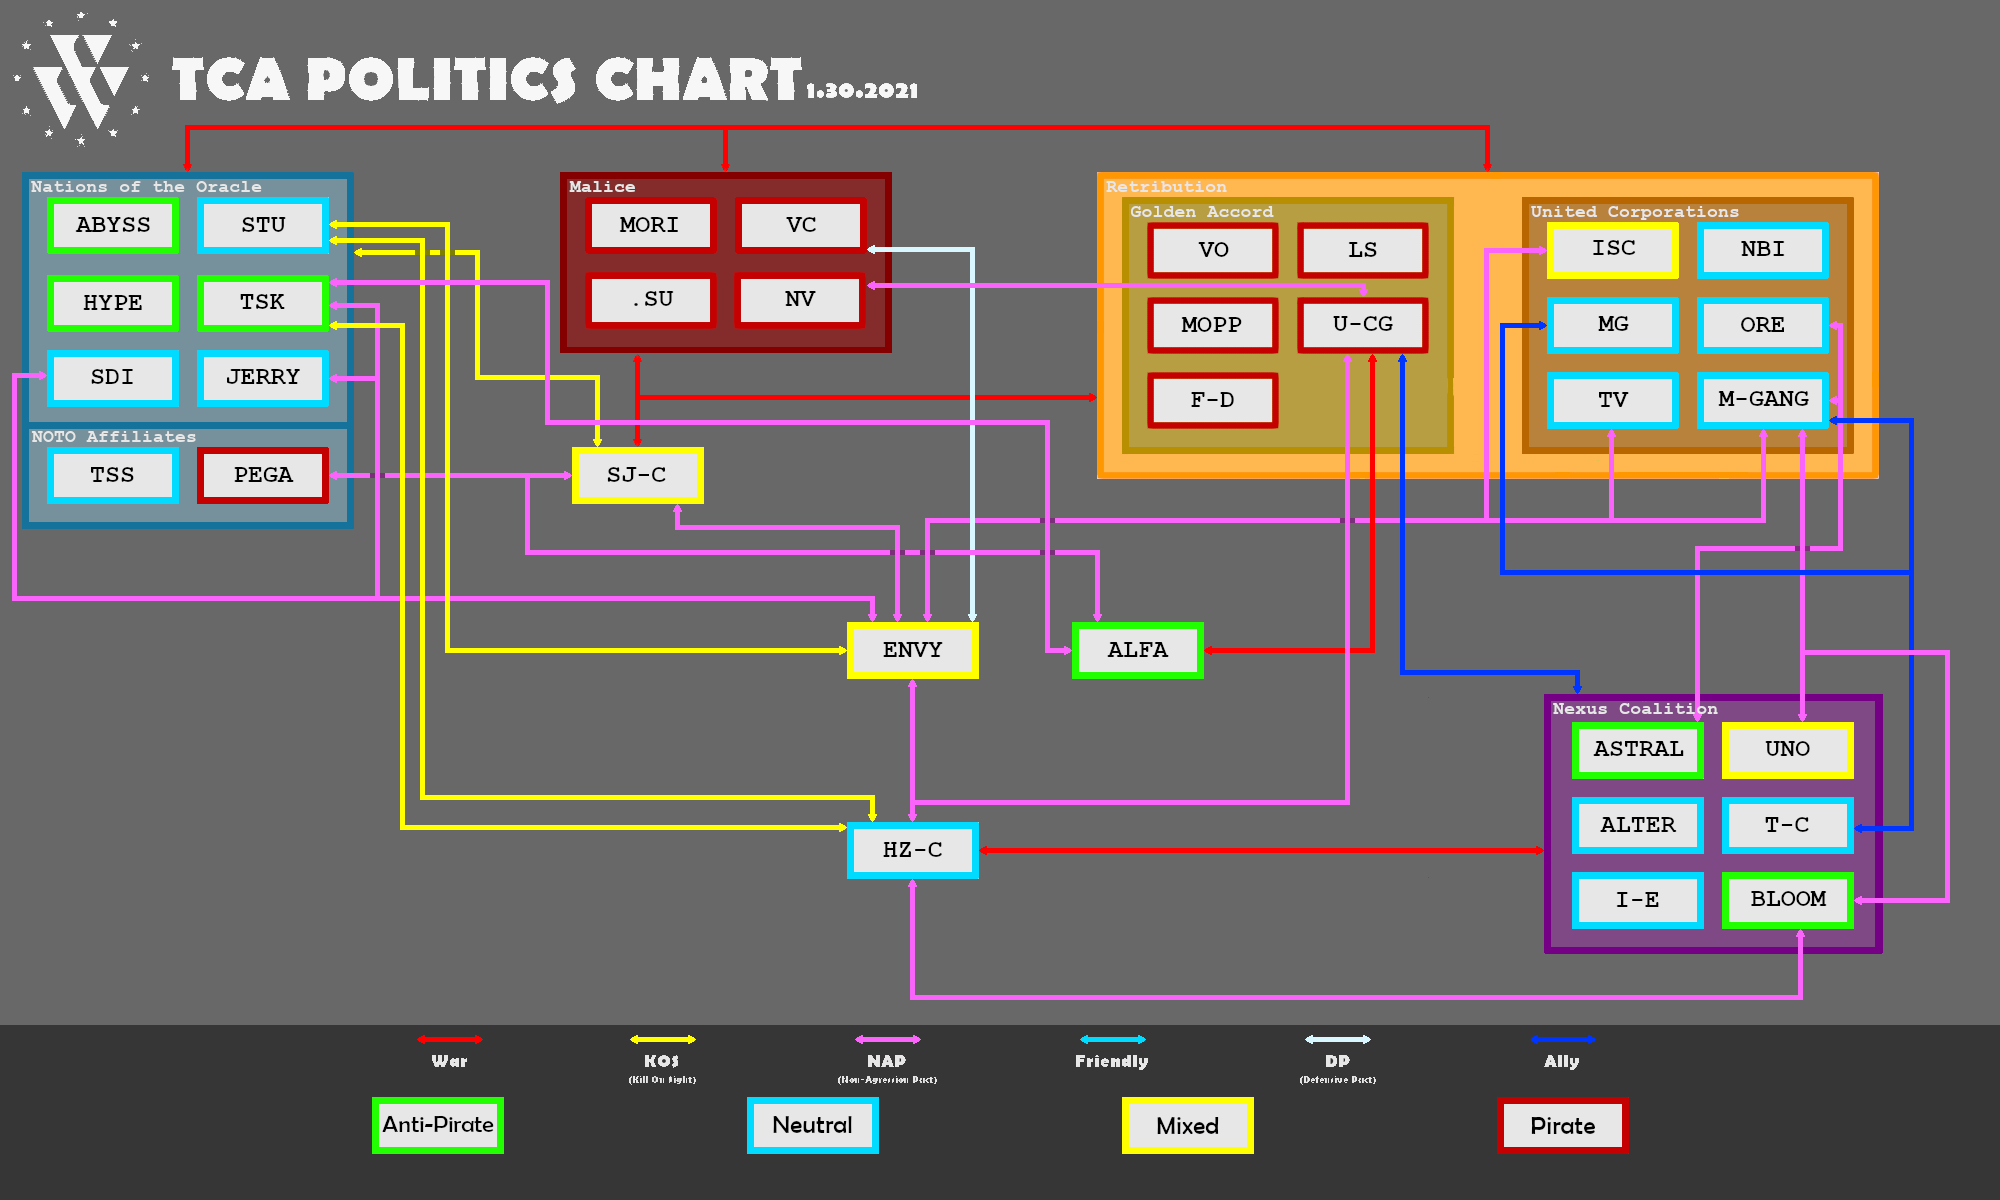 TCA POLITICS CHART 1.30.2021
Nations of the Oracle
ABYSS
STU
HYPE
TSK
SDI
JERRY
NOTO Affiliates
TSS
PEGA
Malice
MORI
VC
.SU
NV
SJ-C
Retribution
Golden Accord
VO
LS
MOPP
U-CG
F-D
United Corporations
ISC
NBI
MG
ORE
TV
M-GANG
ENVY
ALFA
HZ-C
Nexus Coalition
ASTRAL
UNO
ALTER
T-C
I-E
BLOOM
War
KOS
(Kill On Sight)
NAP
(Non-Agression Pact)
Friendly
DP
(Defensive Pact)
Ally
Anti-Pirate
Neutral
Mixed
Pirate